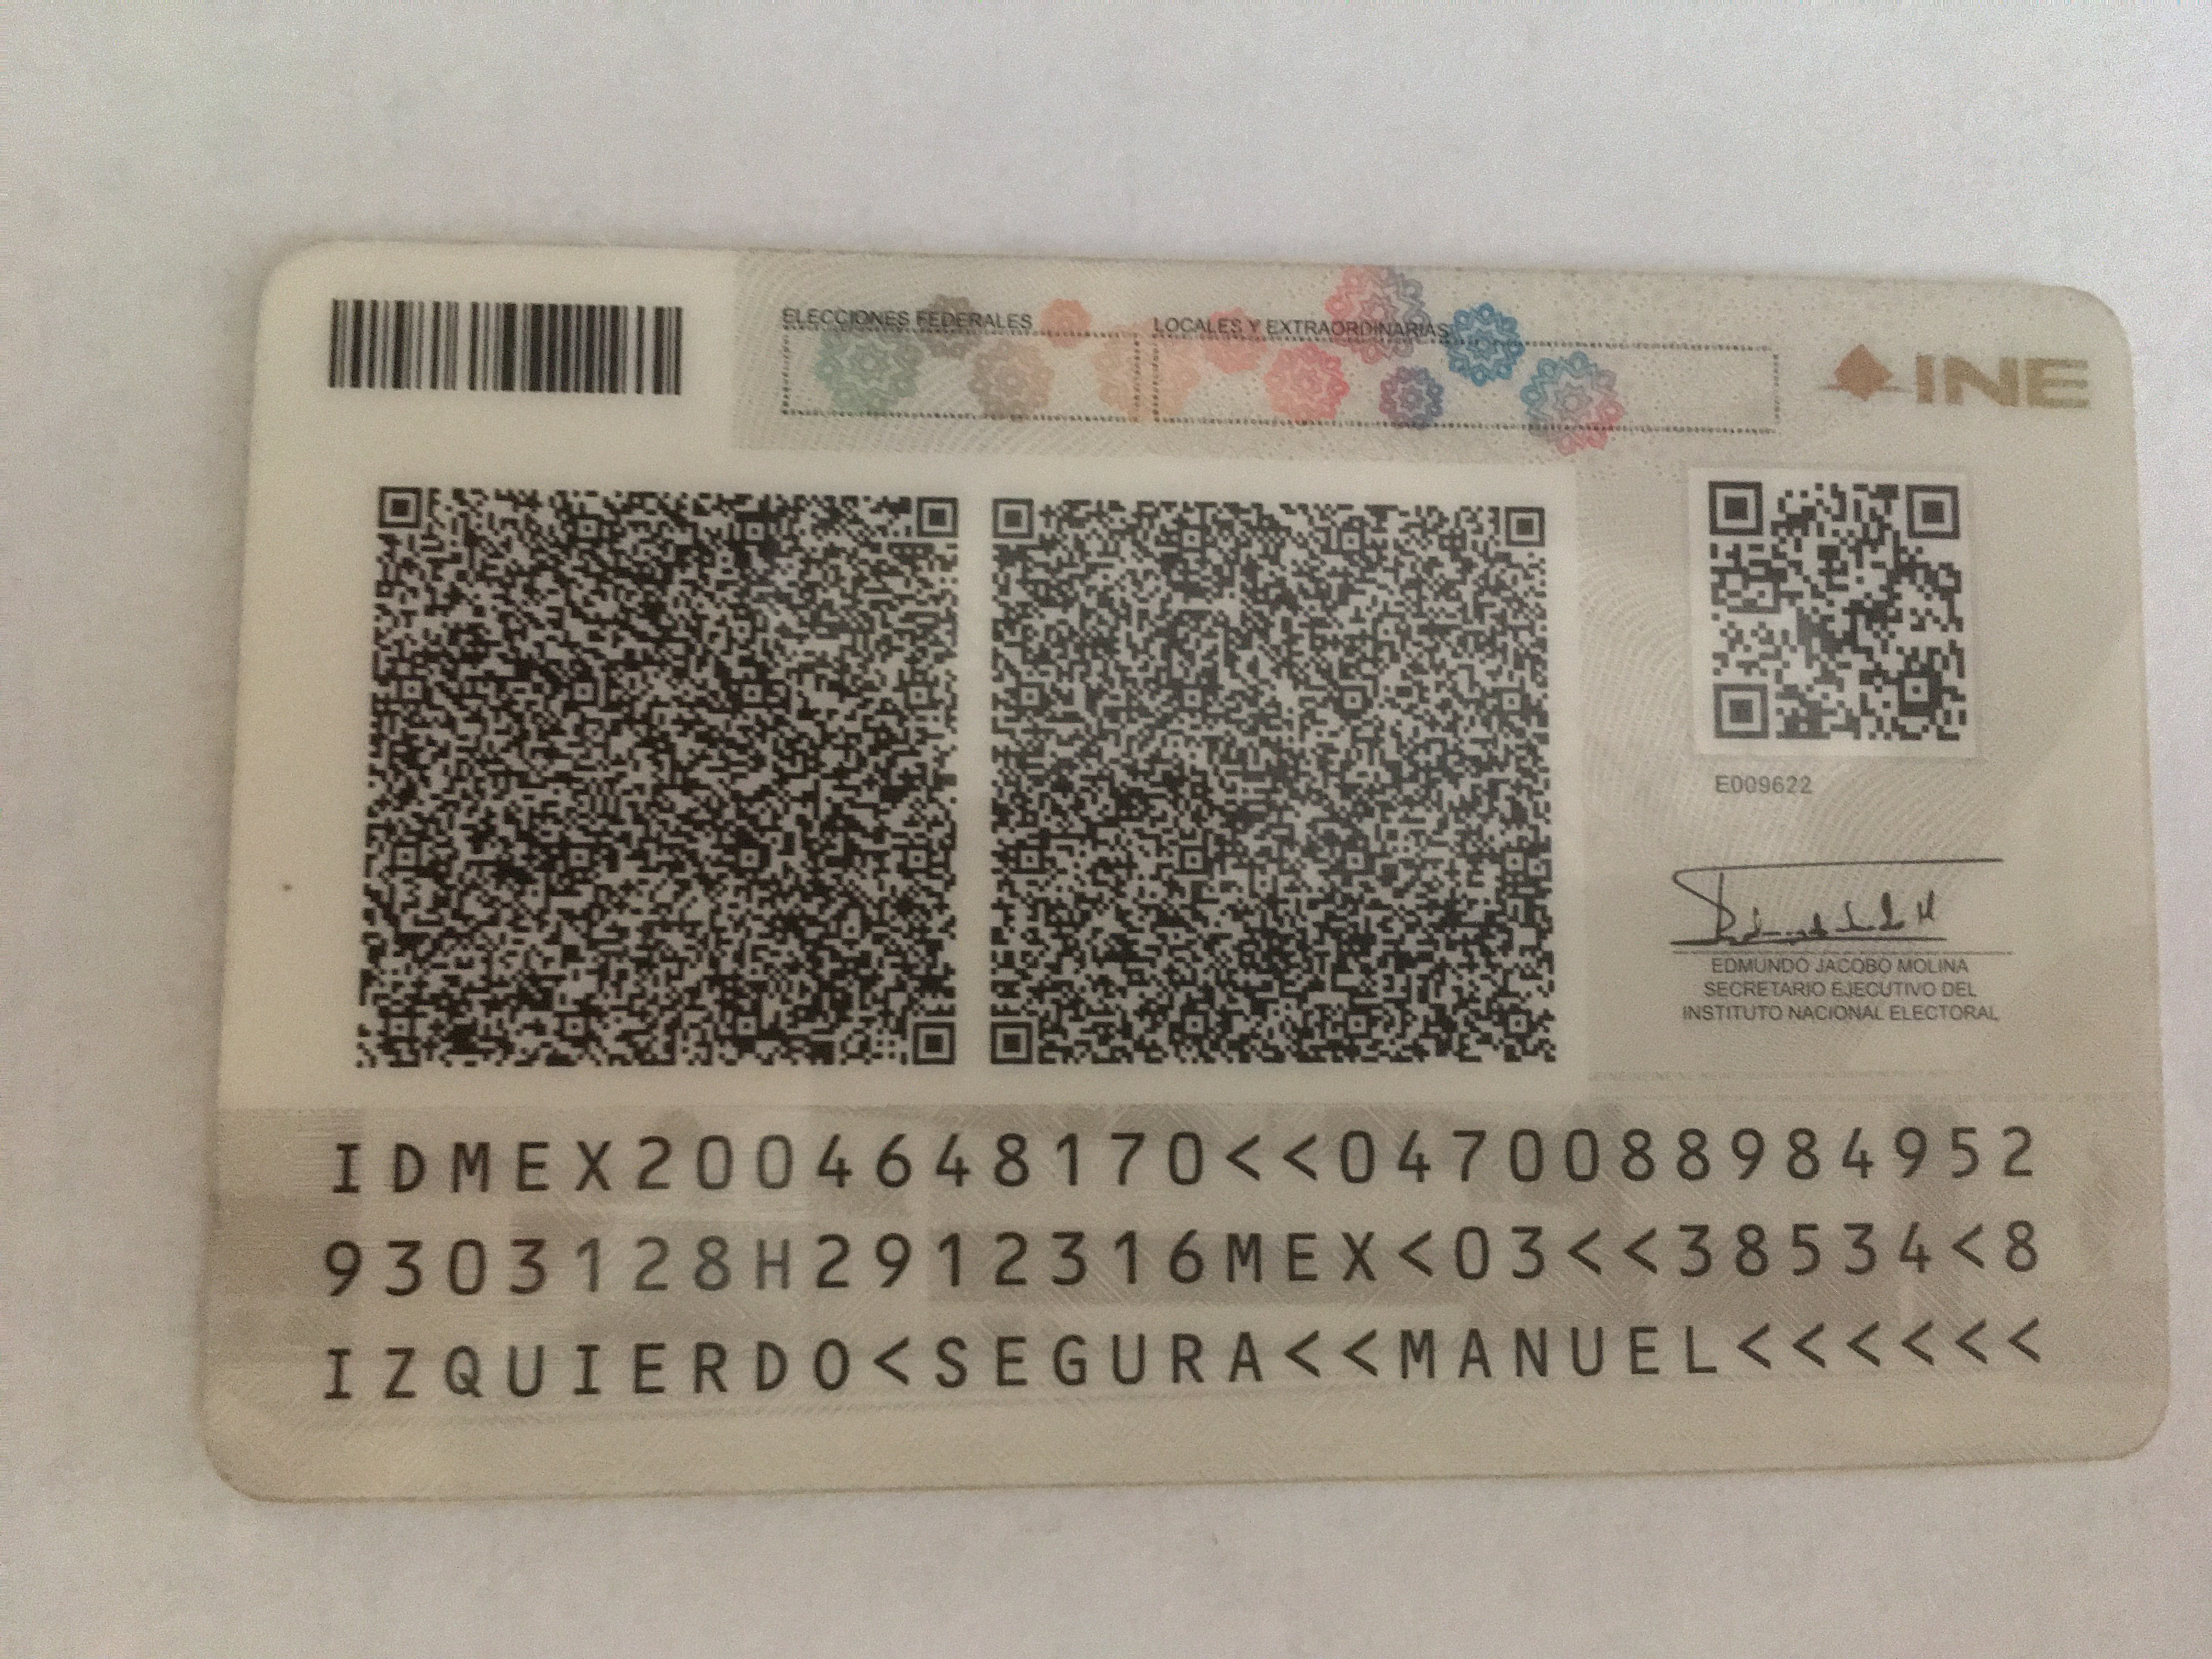 ELECCIONES FEDERALES
LOCALES Y EXTRAORDINARIAS
INE
E009622
EDMUNDO JACOBO MOLINA
SECRETARIO EJECUTIVO DEL
INSTITUTO NACIONAL ELECTORAL
IDMEX2004648170<<0470088984952
9303128H2912316MEX<03<<38534<8
IZQUIERDO<SEGURA<<MANUEL<<<<<<